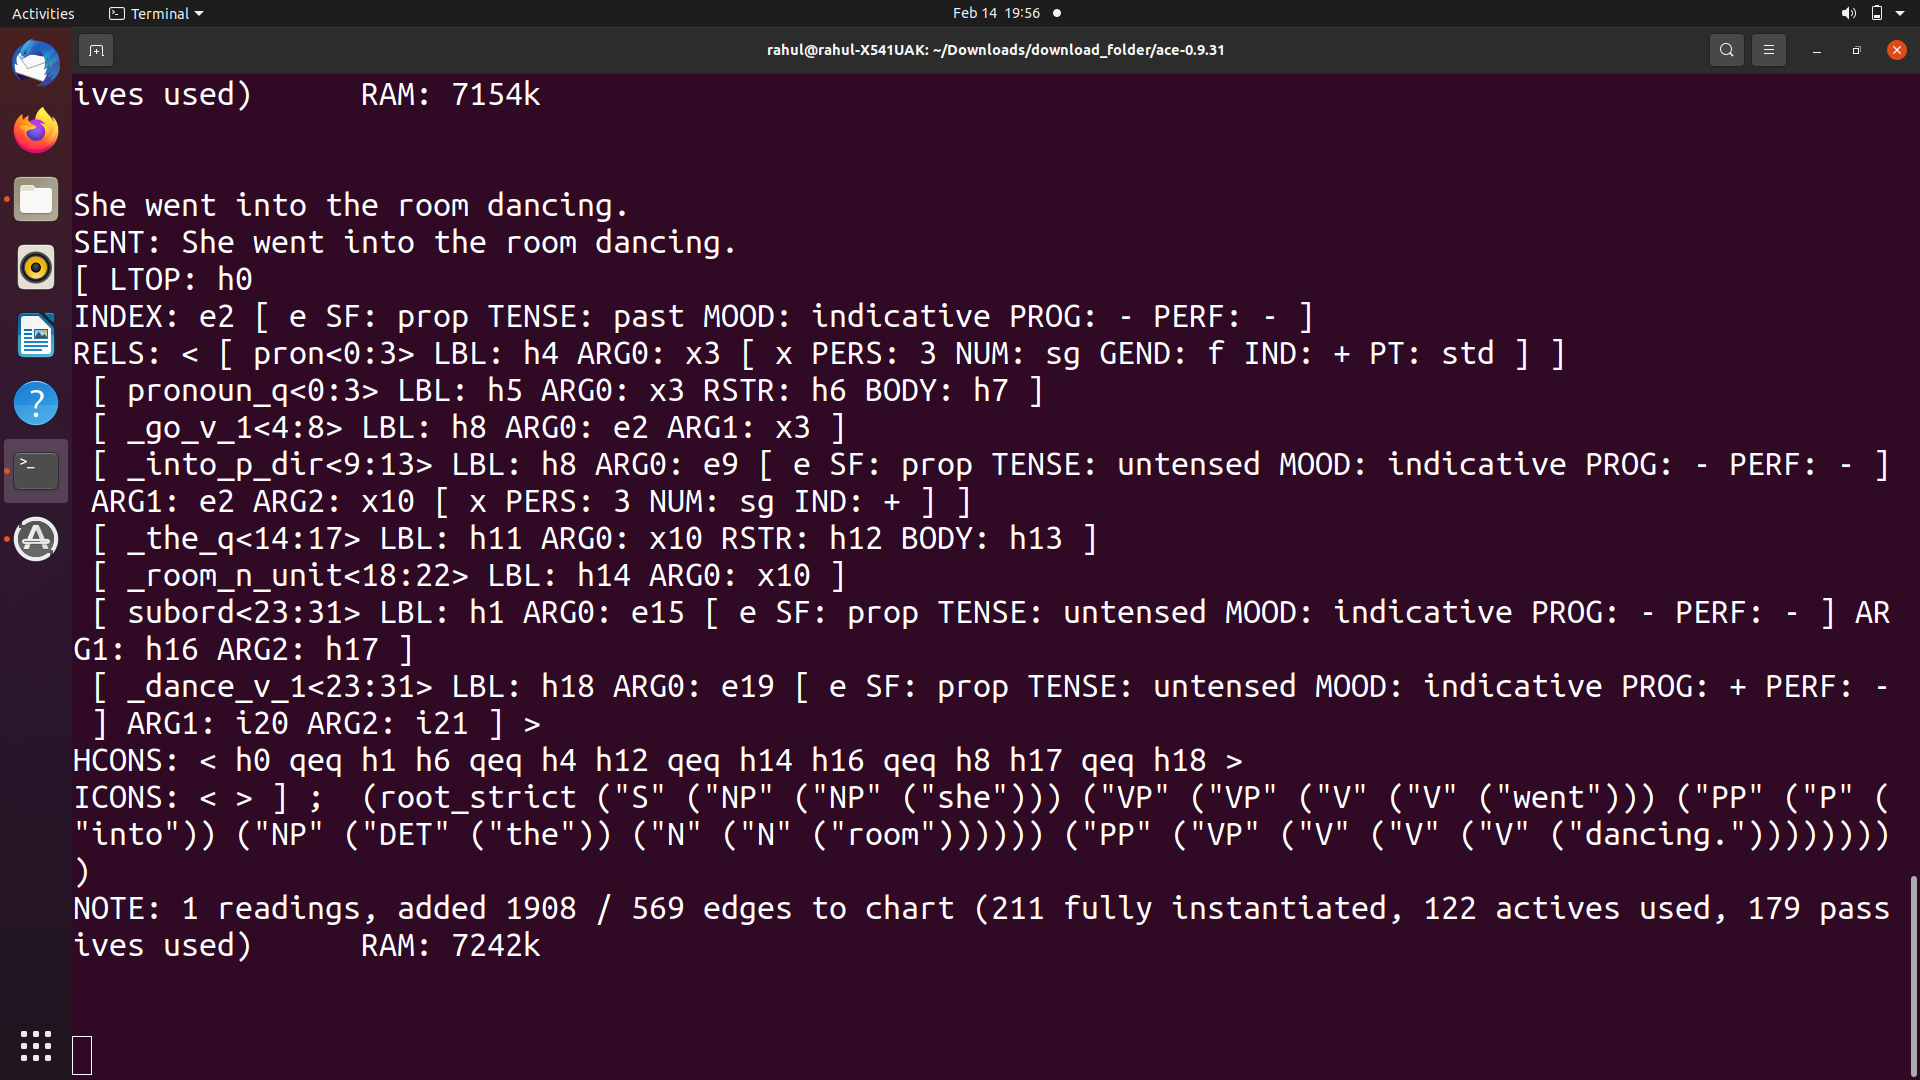 Activities Terminal Feb 14 19:56
rahul@rahul-X541UAK: ~/Downloads/download_folder/ace-0.9.31
ives used)      RAM: 7154k
She went into the room dancing.
SENT: She went into the room dancing.
[ LTOP: h0
INDEX: e2 [ e SF: prop TENSE: past MOOD: indicative PROG: - PERF: - ]
RELS: < [ pron<0:3> LBL: h4 ARG0: x3 [ x PERS: 3 NUM: sg GEND: f IND: + PT: std ] ]
 [ pronoun_q<0:3> LBL: h5 ARG0: x3 RSTR: h6 BODY: h7 ]
 [ _go_v_1<4:8> LBL: h8 ARG0: e2 ARG1: x3 ]
 [ _into_p_dir<9:13> LBL: h8 ARG0: e9 [ e SF: prop TENSE: untensed MOOD: indicative PROG: - PERF: - ]
 ARG1: e2 ARG2: x10 [ x PERS: 3 NUM: sg IND: + ] ]
 [ _the_q<14:17> LBL: h11 ARG0: x10 RSTR: h12 BODY: h13 ]
 [ _room_n_unit<18:22> LBL: h14 ARG0: x10 ]
 [ subord<23:31> LBL: h1 ARG0: e15 [ e SF: prop TENSE: untensed MOOD: indicative PROG: - PERF: - ] AR
G1: h16 ARG2: h17 ]
 [ _dance_v_1<23:31> LBL: h18 ARG0: e19 [ e SF: prop TENSE: untensed MOOD: indicative PROG: + PERF: -
 ] ARG1: i20 ARG2: i21 ] >
HCONS: < h0 qeq h1 h6 qeq h4 h12 qeq h14 h16 qeq h8 h17 qeq h18 >
ICONS: < > ] ;  (root_strict ("S" ("NP" ("NP" ("she"))) ("VP" ("VP" ("V" ("V" ("went"))) ("PP" ("P" (
"into")) ("NP" ("DET" ("the")) ("N" ("N" ("room")))))) ("PP" ("VP" ("V" ("V" ("V" ("dancing."))))))))
)
NOTE: 1 readings, added 1908 / 569 edges to chart (211 fully instantiated, 122 actives used, 179 pass
ives used)      RAM: 7242k